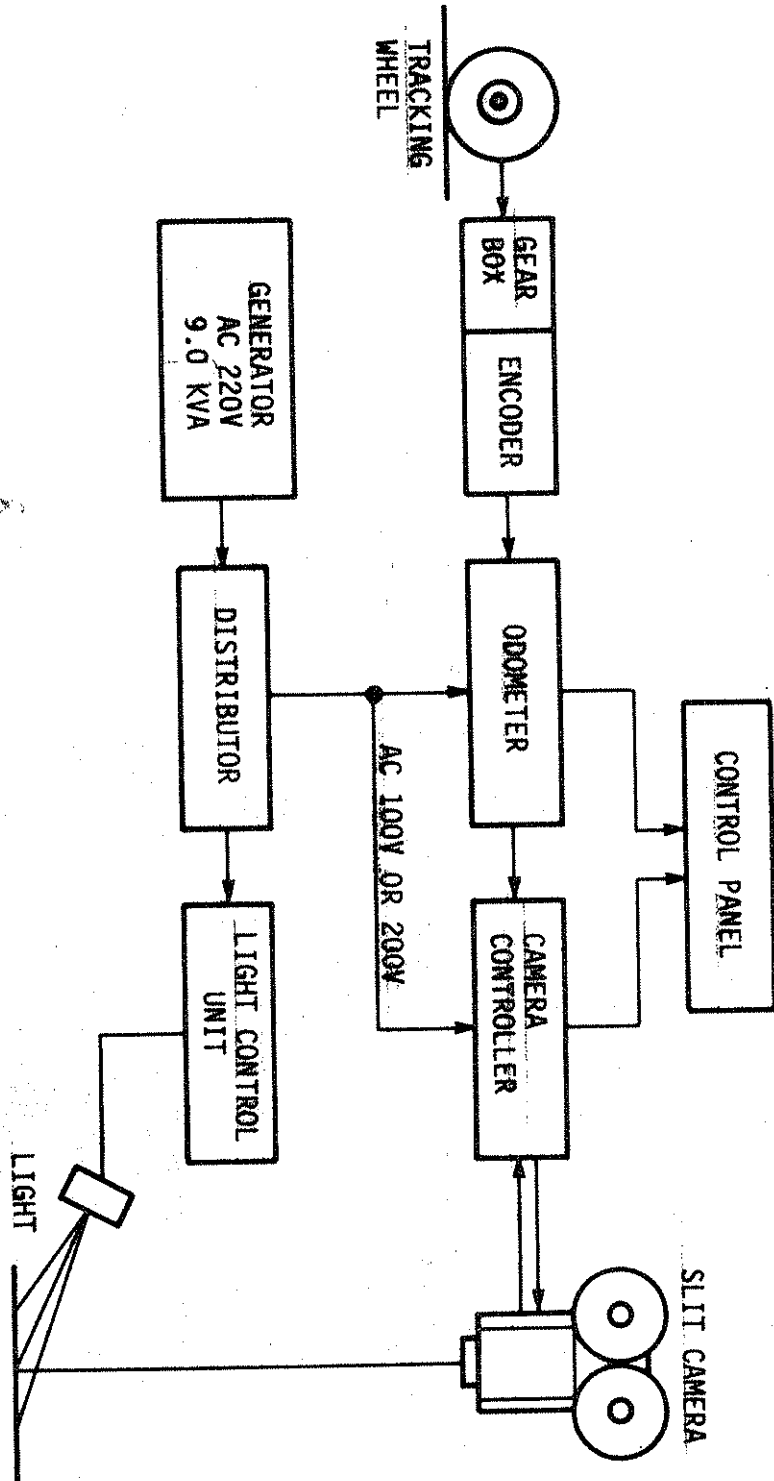 CONTROL PANEL
SLIT CAMERA
TRACKING
WHEEL
GEAR
BOX
ENCODER
ODOMETER
CAMERA
CONTROLLER
AC 100V OR 200V
GENERATOR
AC 220V
9.0 KVA
DISTRIBUTOR
LIGHT CONTROL
UNIT
LIGHT